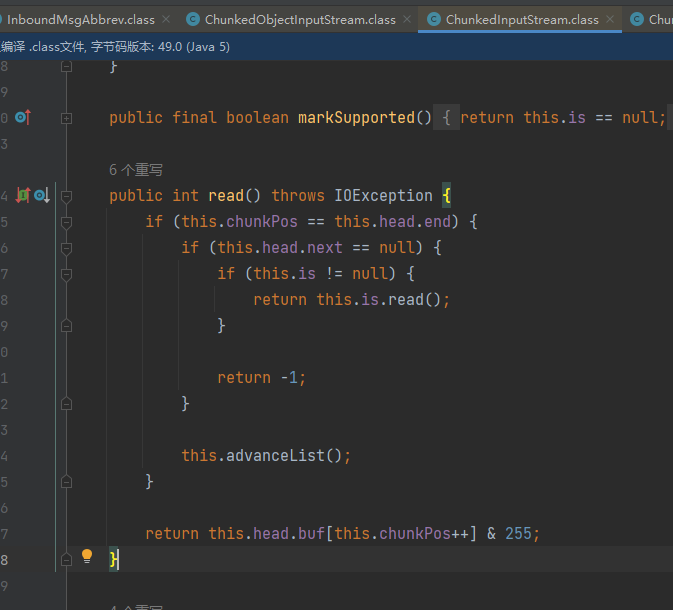 InboundMsgAbbrev.class × ChunkedObjectInputStream.class × ChunkedInputStream.class × Chun
编译 .class文件, 字节码版本: 49.0 (Java 5)
8 }
9
0 public final boolean markSupported() { return this.is == null;
3
6 个重写
4 public int read() throws IOException {
5 if (this.chunkPos == this.head.end) {
6 if (this.head.next == null) {
7 if (this.is != null) {
8 return this.is.read();
9 }
0
1 return -1;
2 }
3
4 this.advanceList();
5 }
6
7 return this.head.buf[this.chunkPos++] & 255;
8 }
9